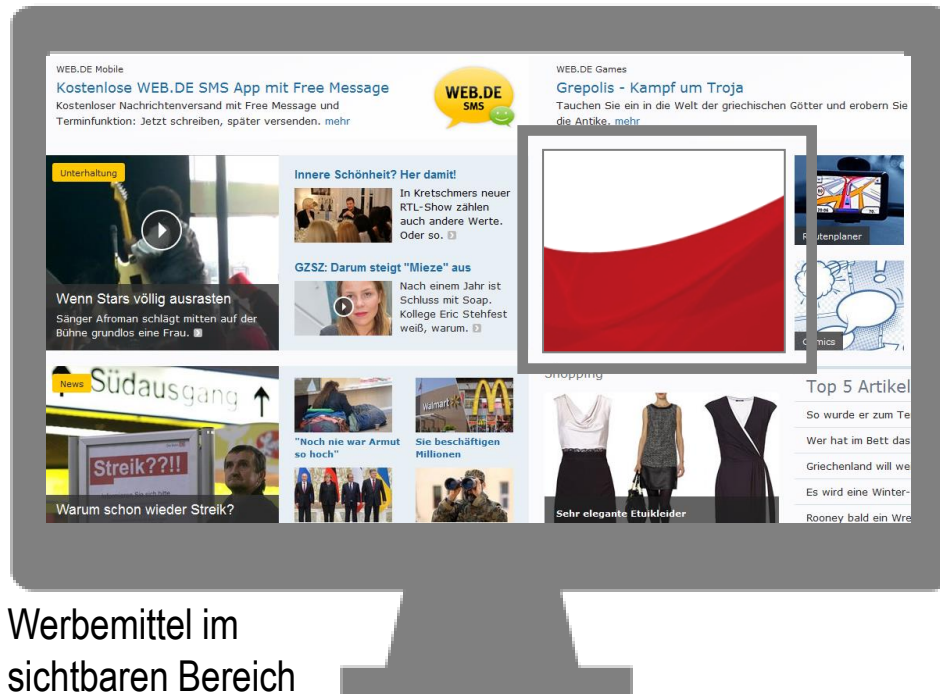 WEB.DE Mobile
Kostenlose WEB.DE SMS App mit Free Message
Kostenloser Nachrichtenversand mit Free Message und
Terminfunktion: Jetzt schreiben, später versenden. mehr
WEB.DE
SMS
WEB.DE Games
Grepolis - Kampf um Troja
Tauchen Sie ein in die Welt der griechischen Götter und erobern Sie
die Antike. mehr
Unterhaltung
Wenn Stars völlig ausrasten
Sänger Afroman schlägt mitten auf der
Bühne grundlos eine Frau.
Innere Schönheit? Her damit!
In Kretschmers neuer
RTL-Show zählen
auch andere Werte.
Oder so.
GZSZ: Darum steigt "Mieze" aus
Nach einem Jahr ist
Schluss mit Soap.
Kollege Eric Stehfest
weiß, warum.
News
Südausgang
Streik??!!
Warum schon wieder Streik?
Walmart
"Noch nie war Armut
so hoch"
Sie beschäftigen
Millionen
Shopping
Sehr elegante Etuikleider
Top 5 Artikel
So wurde er zum Te
Wer hat im Bett das
Griechenland will we
Es wird eine Winter-
Rooney bald ein Wre
Werbemittel im
sichtbaren Bereich